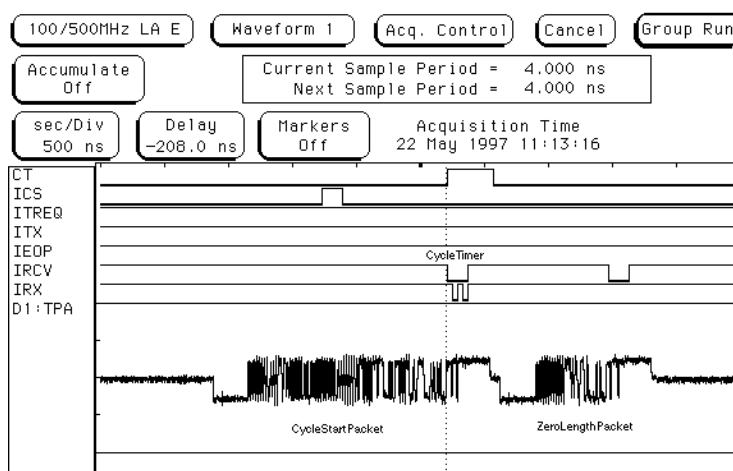 100/500MHz LA E
Waveform 1
Acq. Control
Cancel
Group Run
Accumulate
Off
Current Sample Period = 4.000 ns
Next Sample Period = 4.000 ns
sec/Div
500 ns
Delay
-208.0 ns
Markers
Off
Acquisition Time
22 May 1997 11:13:16
CT
ICS
ITREQ
ITX
IEOP
IRCV
IRX
D1:TPA
CycleTimer
CycleStartPacket
ZeroLengthPacket